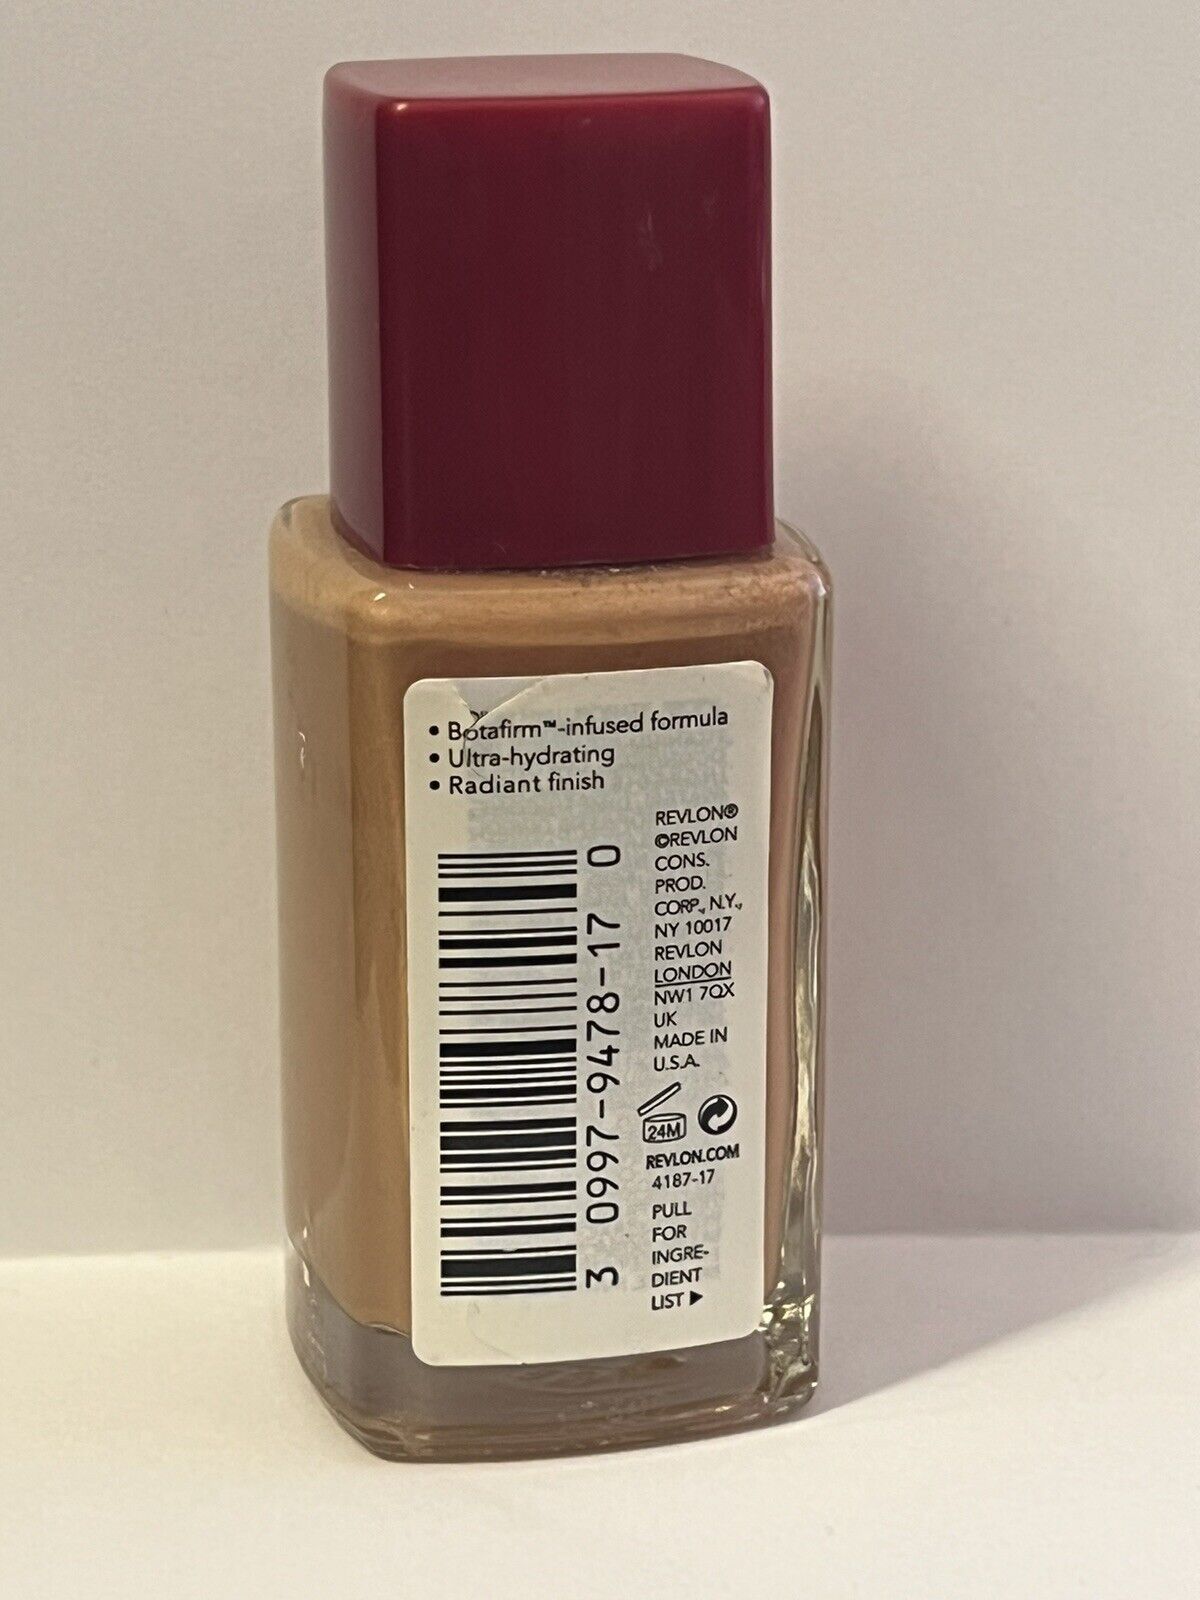 • Botafirm™-infused formula
• Ultra-hydrating
• Radiant finish
REVLON®
©REVLON
CONS.
PROD.
CORP., N.Y.,
NY 10017
REVLON
LONDON
NW1 7QX
UK
MADE IN
U.S.A.
24M
REVLON.COM
4187-17
PULL
FOR
INGRE-
DIENT
LIST ▶
3 0997-9478-17 0